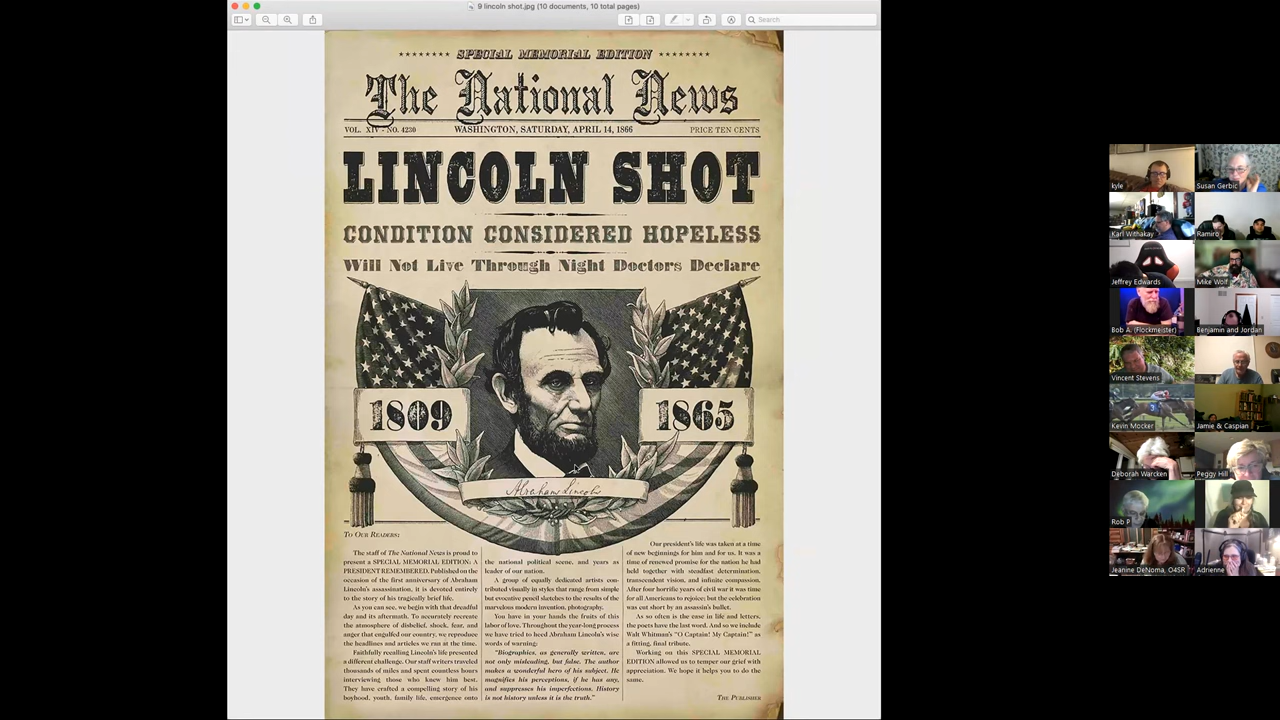 9 lincoln shot.jpg (10 documents, 10 total pages)
Search
SPECIAL MEMORIAL EDITION
The National News
VOL. XIV - NO. 4230 WASHINGTON, SATURDAY, APRIL 14, 1866 PRICE TEN CENTS
LINCOLN SHOT
CONDITION CONSIDERED HOPELESS
Will Not Live Through Night Doctors Declare
1809
1865
Abraham Lincoln
TO OUR READERS:
The staff of The National News is proud to
present a SPECIAL MEMORIAL EDITION: A
PRESIDENT REMEMBERED. Published on the
occasion of the first anniversary of Abraham
Lincoln's assassination, it is devoted entirely
to the story of his tragically brief life.
As you can see, we begin with that dreadful
day and its aftermath. To accurately recreate
the atmosphere of disbelief, shock, fear, and
anger that engulfed our country, we reproduce
the headlines and articles we ran at the time.
Faithfully recalling Lincoln's life presented
a different challenge. Our staff writers traveled
thousands of miles and spent countless hours
interviewing those who knew him best.
They have crafted a compelling story of his
boyhood, youth, family life, emergence onto
the national political scene, and years as
leader of our nation.
A group of equally dedicated artists con-
tributed visually in styles that range from simple
but evocative pencil sketches to the results of the
marvelous modern invention, photography.
You have in your hands the fruits of this
labor of love. Throughout the year-long process
we have tried to heed Abraham Lincoln's wise
words of warning:
"Biographies, as generally written, are
not only misleading, but false. The author
makes a wonderful hero of his subject. He
magnifies his perceptions, if he has any,
and suppresses his imperfections. History
is not history unless it is the truth."
Our president's life was taken at a time
of new beginnings for him and for us. It was a
time of renewed promise for the nation he had
held together with steadfast determination,
transcendent vision, and infinite compassion.
After four horrific years of civil war it was time
for all Americans to rejoice; but the celebration
was cut short by an assassin's bullet.
As so often is the case in life and letters,
the poets have the last word. And so we include
Walt Whitman's "O Captain! My Captain!" as
a fitting, final tribute.
Working on this SPECIAL MEMORIAL
EDITION allowed us to temper our grief with
appreciation. We hope it helps you to do the
same.
THE PUBLISHER
kyle
Susan Gerbic
Karl Withakay
Ramiro
Jeffrey Edwards
Mike Wolf
Bob A. (Flockmeister)
Benjamin and Jordan
Vincent Stevens
Kevin Mocker
Jamie & Caspian
Deborah Warcken
Peggy Hill
Rob P
Jeanine DeNoma, O4SR
Adrienne